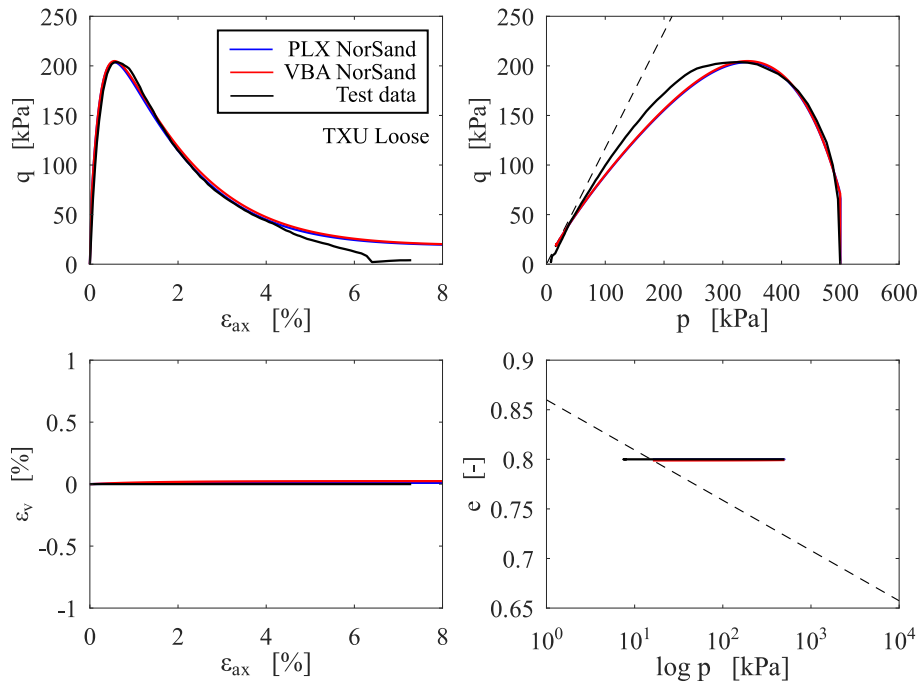 250
200
150
100
50
0
q [kPa]
0 2 4 6 8
ε_ax [%]
PLX NorSand
VBA NorSand
Test data
TXU Loose
250
200
150
100
50
0
q [kPa]
0 100 200 300 400 500 600
p [kPa]
1
0.5
0
-0.5
-1
ε_v [%]
0 2 4 6 8
ε_ax [%]
0.9
0.85
0.8
0.75
0.7
0.65
e [-]
10^0 10^1 10^2 10^3 10^4
log p [kPa]